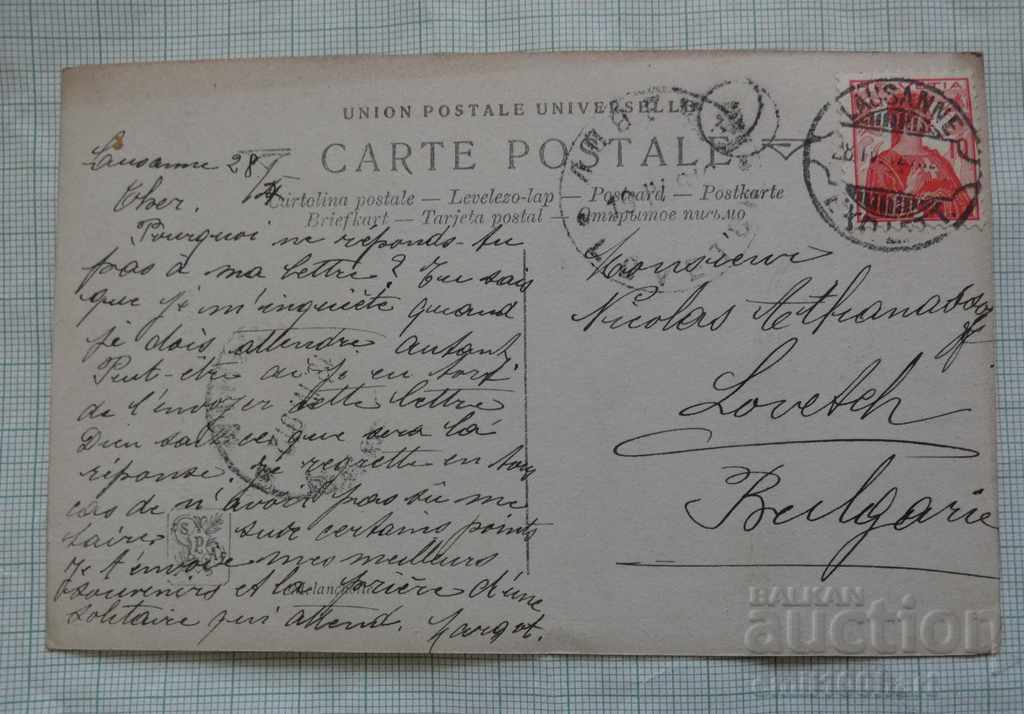 UNION POSTALE UNIVERSELLE
CARTE POSTALE
Cartolina postale — Levelezo-lap — Postcard — Postkarte
Briefkart — Tarjeta postal — Открытое письмо
LAUSANNE
Lausanne 28
Cher.
Pourquoi ne réponds-tu
pas à ma lettre? Tu sais
que je m'inquiète quand
je dois attendre autant.
Peut-être ai-je eu tort
de t'envoyer cette lettre
Dieu sait ce que sera la
réponse. Je regrette en tout
cas de n'avoir pas su me
taire sur certains points
Je t'envoie mes meilleurs
souvenirs et la prière d'une
solitaire qui attend. Margot.
Monsieur
Nicolas Athanassoff
Lovetch
Bulgarie
BALKAN
auction